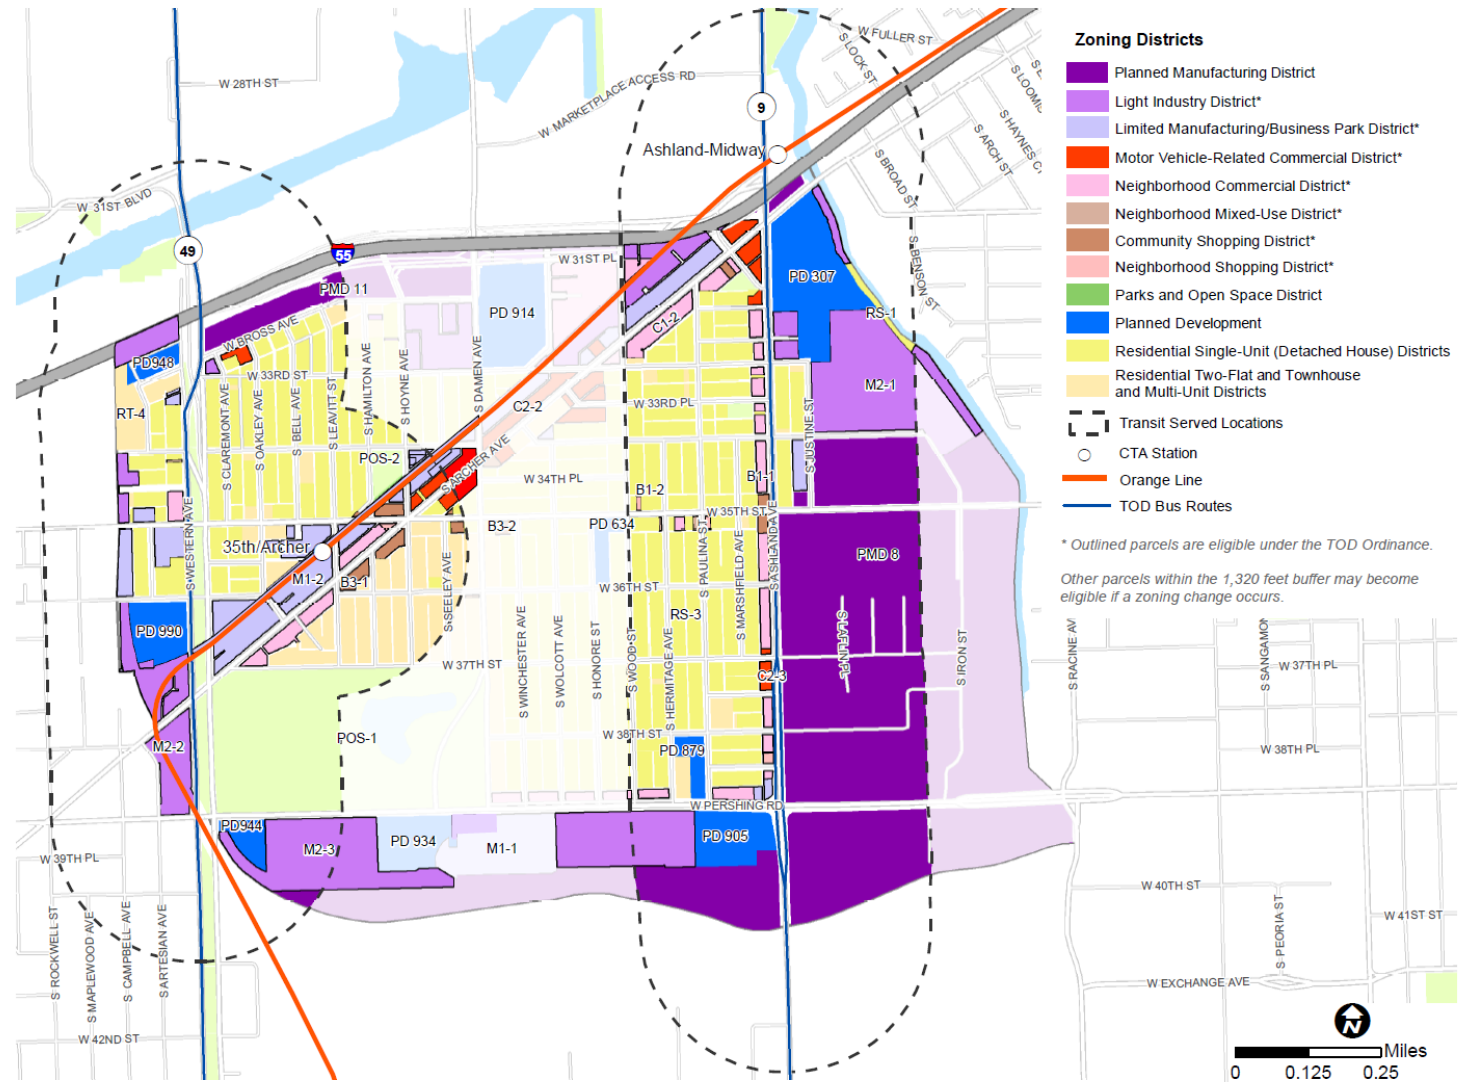 Zoning Districts
Planned Manufacturing District
Light Industry District*
Limited Manufacturing/Business Park District*
Motor Vehicle-Related Commercial District*
Neighborhood Commercial District*
Neighborhood Mixed-Use District*
Community Shopping District*
Neighborhood Shopping District*
Parks and Open Space District
Planned Development
Residential Single-Unit (Detached House) Districts
Residential Two-Flat and Townhouse
and Multi-Unit Districts
Transit Served Locations
CTA Station
Orange Line
TOD Bus Routes
* Outlined parcels are eligible under the TOD Ordinance.
Other parcels within the 1,320 feet buffer may become
eligible if a zoning change occurs.
W FULLER ST
S LOCK ST
W 28TH ST
W MARKETPLACE ACCESS RD
9
Ashland-Midway
S ARCH ST
S BROAD ST
W 31ST BLVD
49
55
W 31ST PL
S BENSON ST
PMD 11
PD 307
PD 914
RS-1
C1-2
W BROSS AVE
PD948
W 33RD ST
M2-1
RT-4
S CLAREMONT AVE
S OAKLEY AVE
S BELL AVE
S LEAVITT ST
S HAMILTON AVE
S HOYNE AVE
S DAMEN AVE
C2-2
W 33RD PL
S JUSTINE ST
POS-2
S ARCHER AVE
W 34TH PL
B1-2
B1-1
W 35TH ST
B3-2
PD 634
S PAULINA ST
S MARSHFIELD AVE
S ASHLAND AVE
PMD 8
S WESTERN AVE
35th/Archer
M1-2
B3-1
S SEELEY AVE
W 36TH ST
RS-3
PD 990
W 37TH ST
S WINCHESTER AVE
S WOLCOTT AVE
S HONORE ST
S WOOD ST
S HERMITAGE AVE
C2-3
S LAFLIN PL
S IRON ST
S RACINE AV
W 37TH PL
POS-1
W 38TH ST
M2-2
PD 879
W 38TH PL
W PERSHING RD
PD944
M2-3
PD 934
M1-1
PD 905
W 39TH PL
W 40TH ST
W 41ST ST
S ROCKWELL ST
S MAPLEWOOD AVE
S CAMPBELL AVE
S ARTESIAN AVE
S PEORIA ST
W EXCHANGE AVE
W 42ND ST
N
Miles
0
0.125
0.25